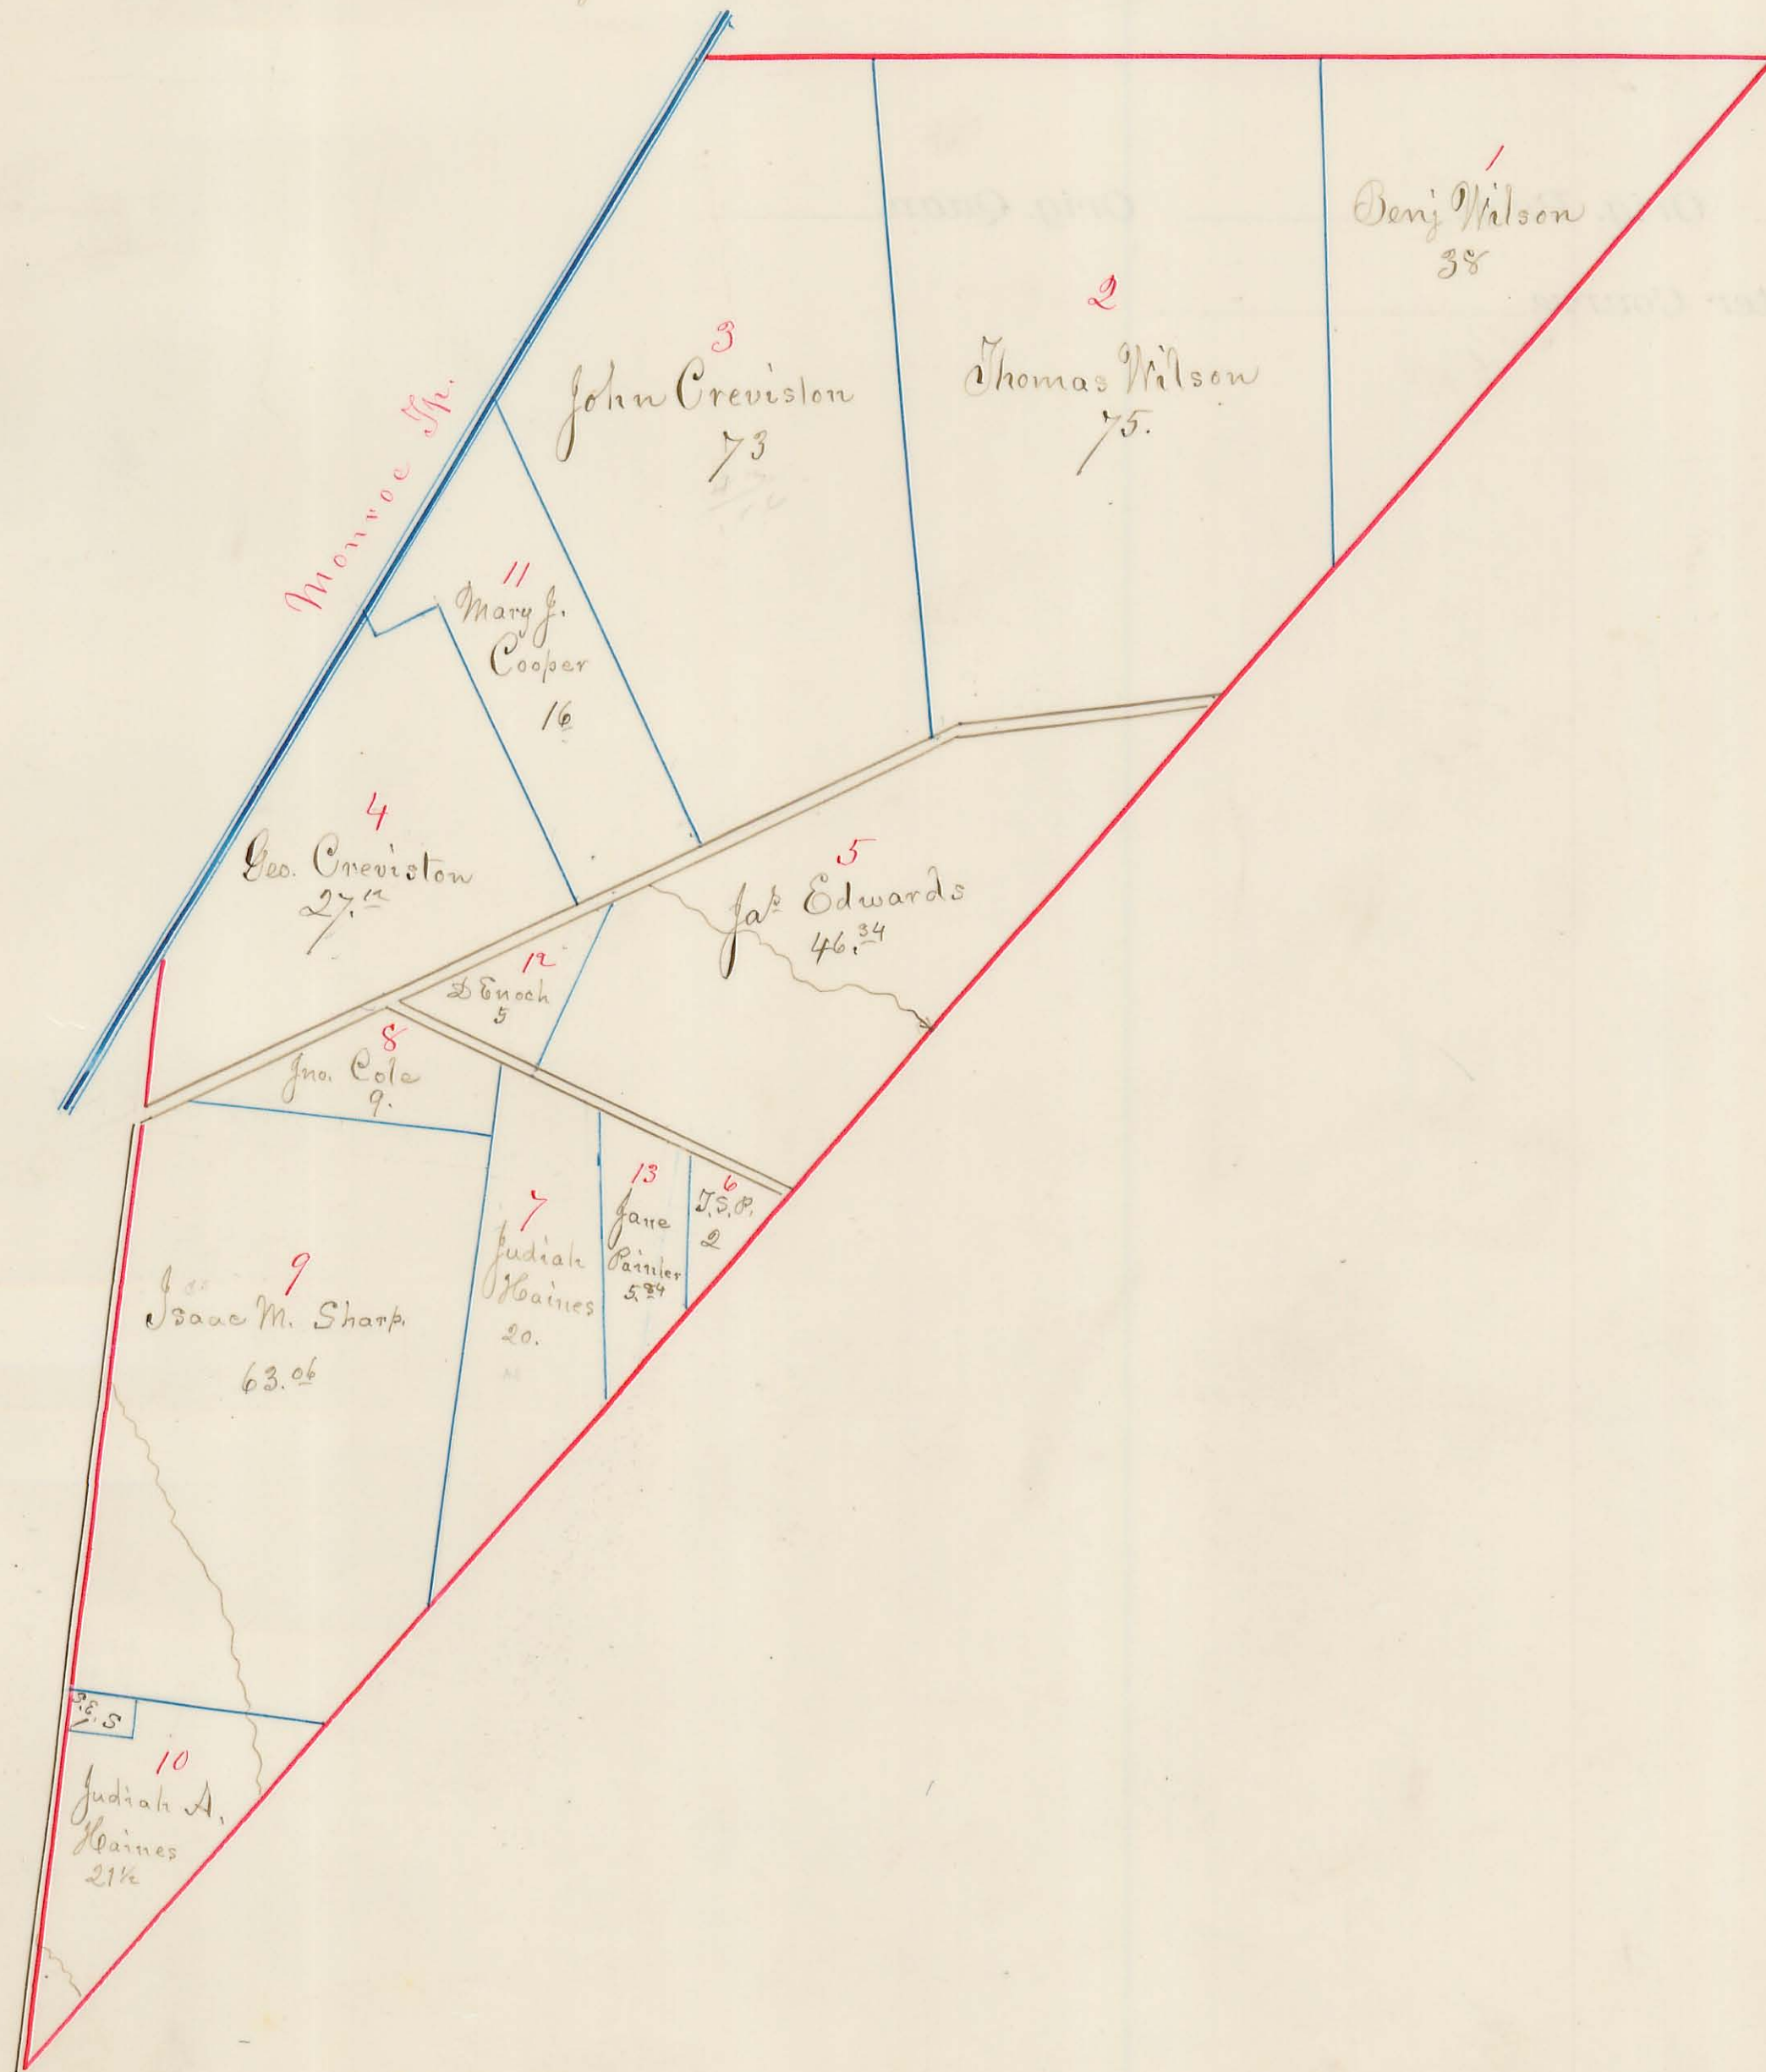 1
Benj Wilson
38
2
Thomas Wilson
75.
3
John Creviston
73
Monroe Tp.
11
Mary J.
Cooper
16
4
Geo. Creviston
27.12
5
Jas Edwards
46.34
12
D Enoch
5
8
Jno. Cole
9.
13
Jane
Painter
5.84
6
T.S.P.
2
7
Judiah
Haines
20.
9
Isaac M. Sharp.
63.06
10
Judiah A.
Haines
21 1/2